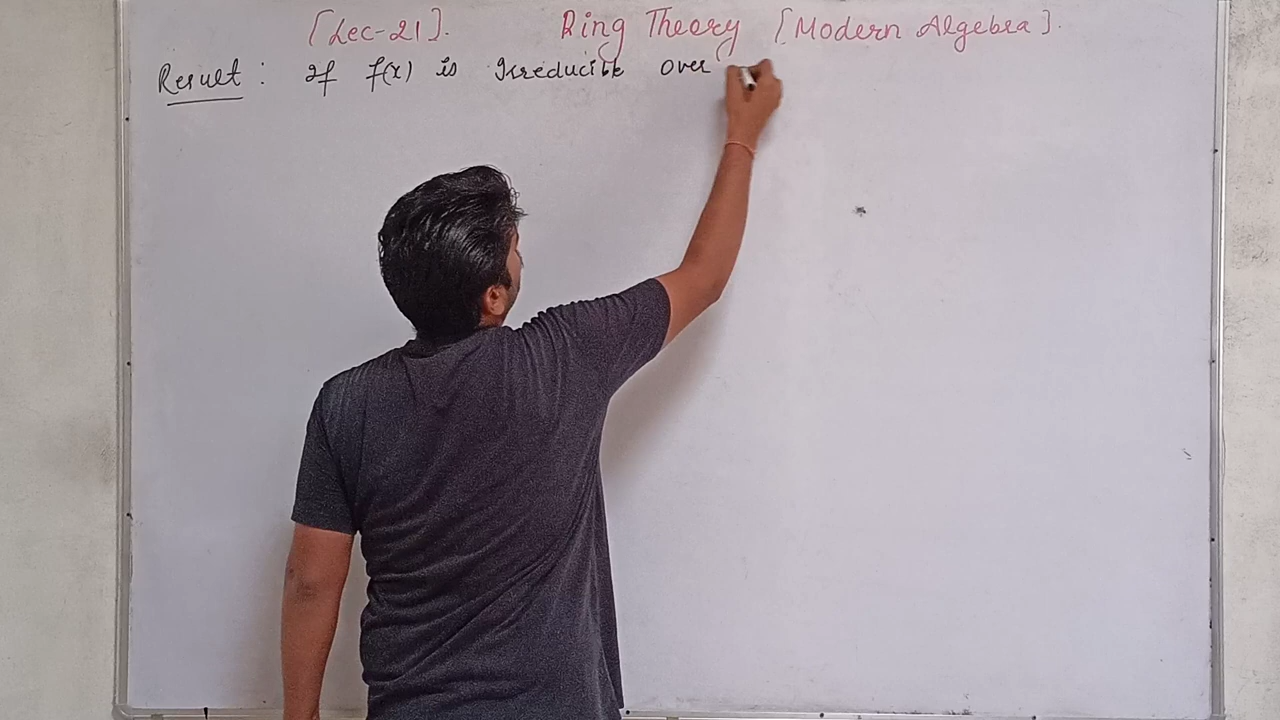 [Lec-21]. Ring Theory [Modern Algebra].
Result : If f(x) is Irreducible over